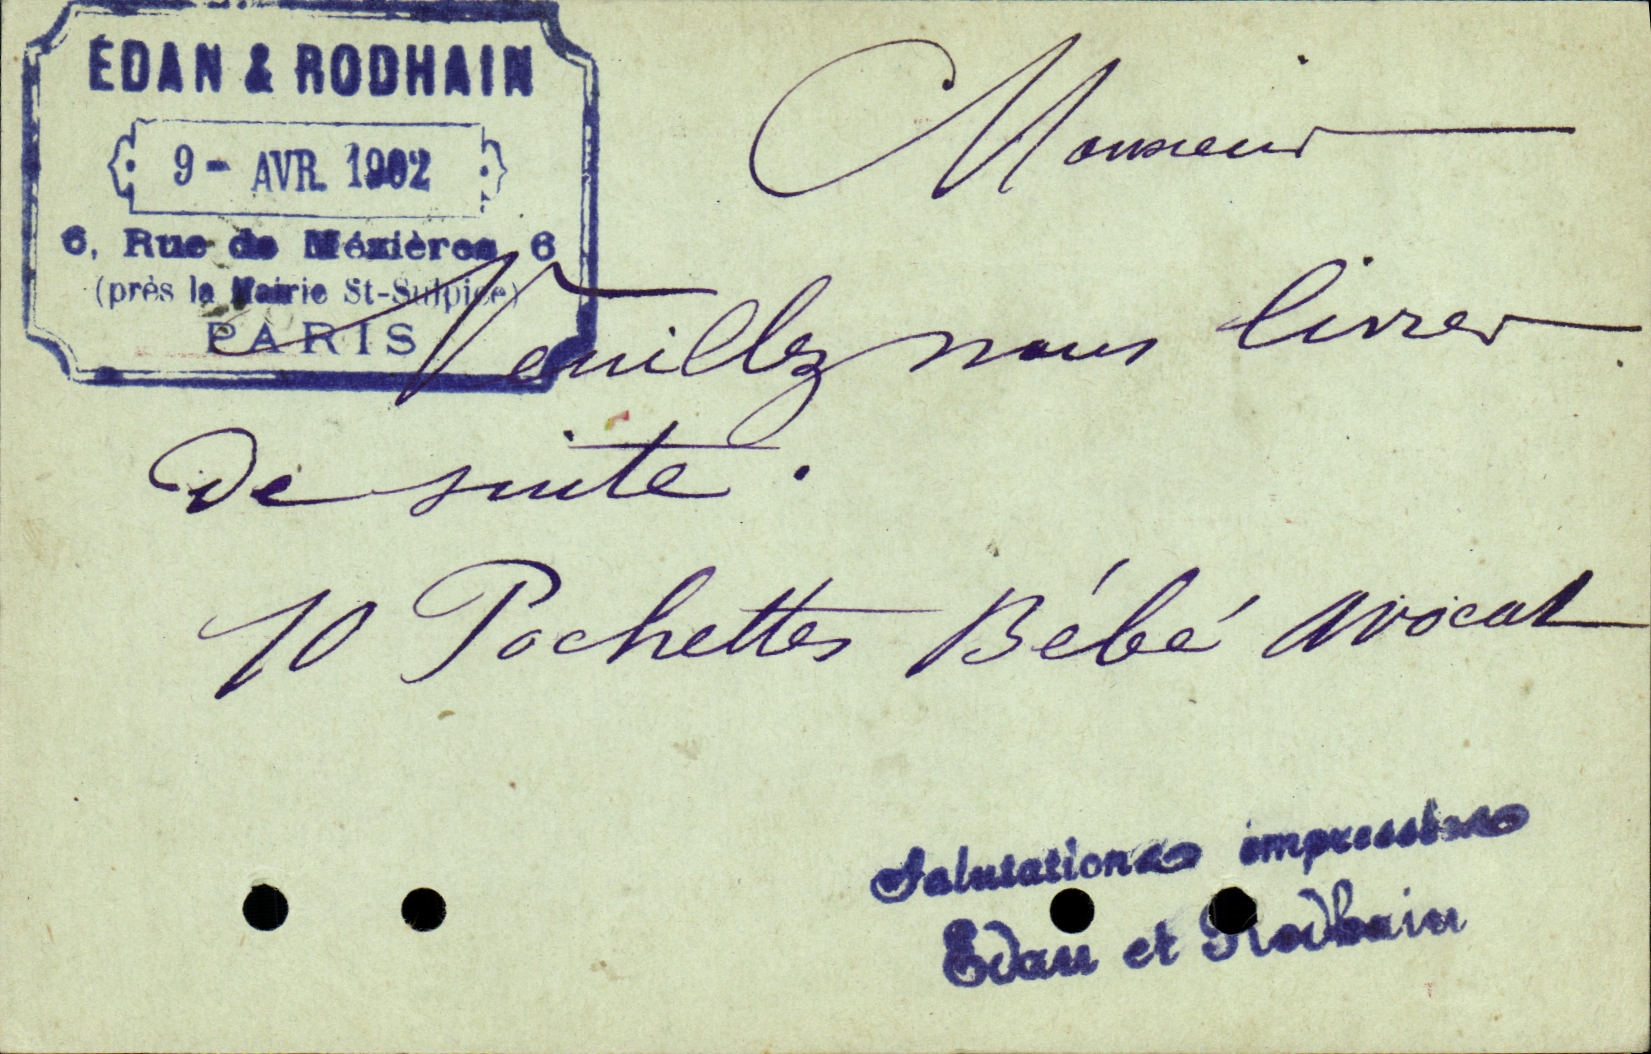 ÉDAN & RODHAIN
9 - AVR. 1902
6, Rue de Mézières, 6
(près la Mairie St-Sulpice)
PARIS
Monsieur
Veuillez nous livrer
de suite.
10 Pochettes Bébé avocat
Salutations empressées
Edan et Rodhain